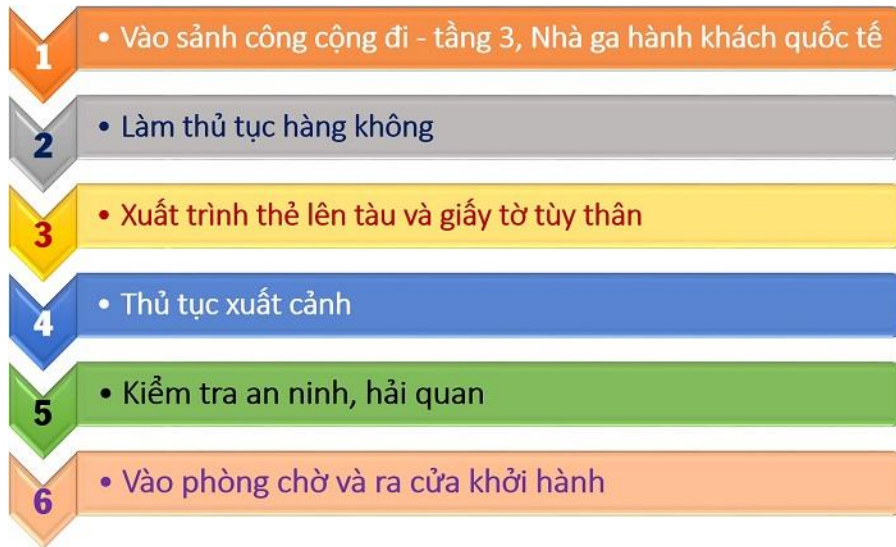 1 • Vào sảnh công cộng đi - tầng 3, Nhà ga hành khách quốc tế
2 • Làm thủ tục hàng không
3 • Xuất trình thẻ lên tàu và giấy tờ tùy thân
4 • Thủ tục xuất cảnh
5 • Kiểm tra an ninh, hải quan
6 • Vào phòng chờ và ra cửa khởi hành